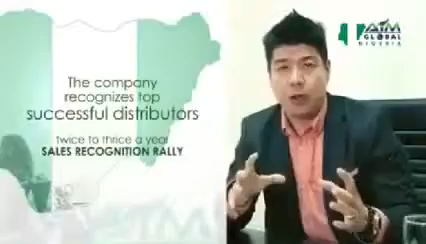 The company
recognizes top
successful distributors
twice to thrice a year
SALES RECOGNITION RALLY
AIM
GLOBAL
NIGERIA